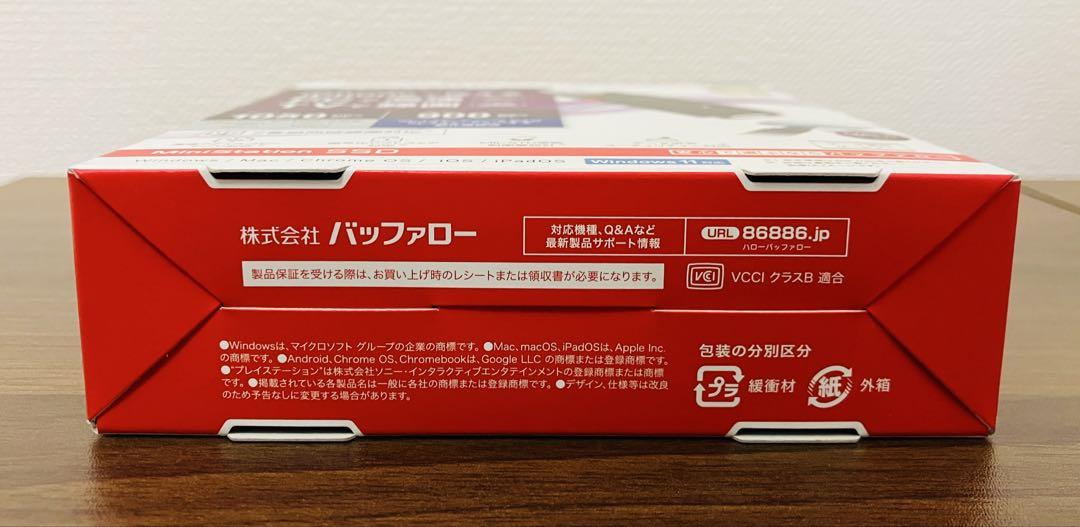 MiniStation SSD
Windows / Mac / Chrome OS / iOS / iPadOS Windows 11
株式会社 バッファロー
対応機種、Q&Aなど
最新製品サポート情報
URL 86886.jp
ハローバッファロー
製品保証を受ける際は、お買い上げ時のレシートまたは領収書が必要になります。
VCCI VCCI クラスB 適合
●Windowsは、マイクロソフト グループの企業の商標です。●Mac、macOS、iPadOSは、Apple Inc.
の商標です。●Android、Chrome OS、Chromebookは、Google LLC の商標または登録商標です。
●"プレイステーション"は株式会社ソニー・インタラクティブエンタテインメントの登録商標または商
標です。●掲載されている各製品名は一般に各社の商標または登録商標です。●デザイン、仕様等は改良
のため予告なしに変更する場合があります。
包装の分別区分
プラ 緩衝材 紙 外箱